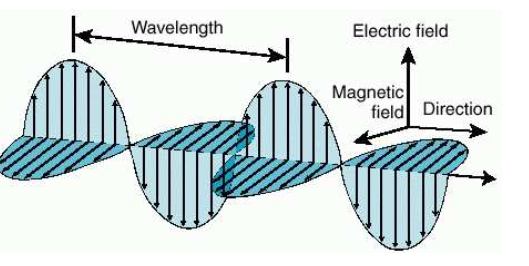 Wavelength
Electric field
Magnetic
field
Direction